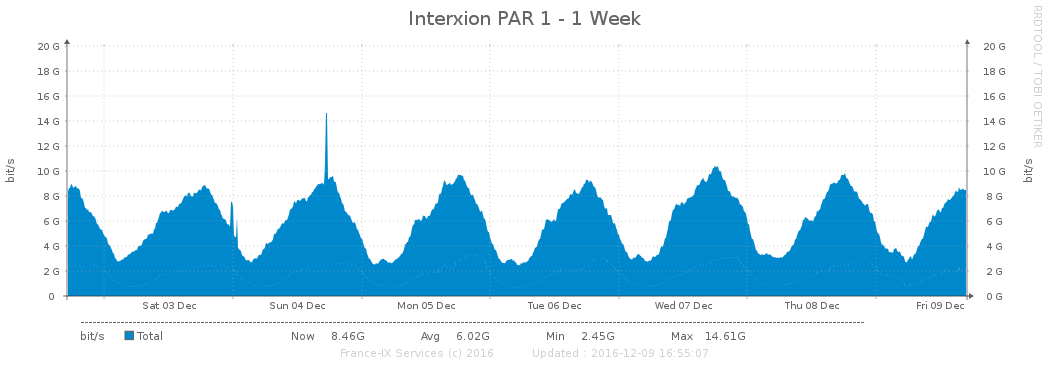 Interxion PAR 1 - 1 Week
RRDTOOL / TOBI OETIKER
bit/s
20 G 20 G
18 G 18 G
16 G 16 G
14 G 14 G
12 G 12 G
10 G 10 G
8 G 8 G
6 G 6 G
4 G 4 G
2 G 2 G
0 0 G
bit/s
Sat 03 Dec Sun 04 Dec Mon 05 Dec Tue 06 Dec Wed 07 Dec Thu 08 Dec Fri 09 Dec
bit/s Total Now 8.46G Avg 6.02G Min 2.45G Max 14.61G
France-IX Services (c) 2016 Updated : 2016-12-09 16:55:07